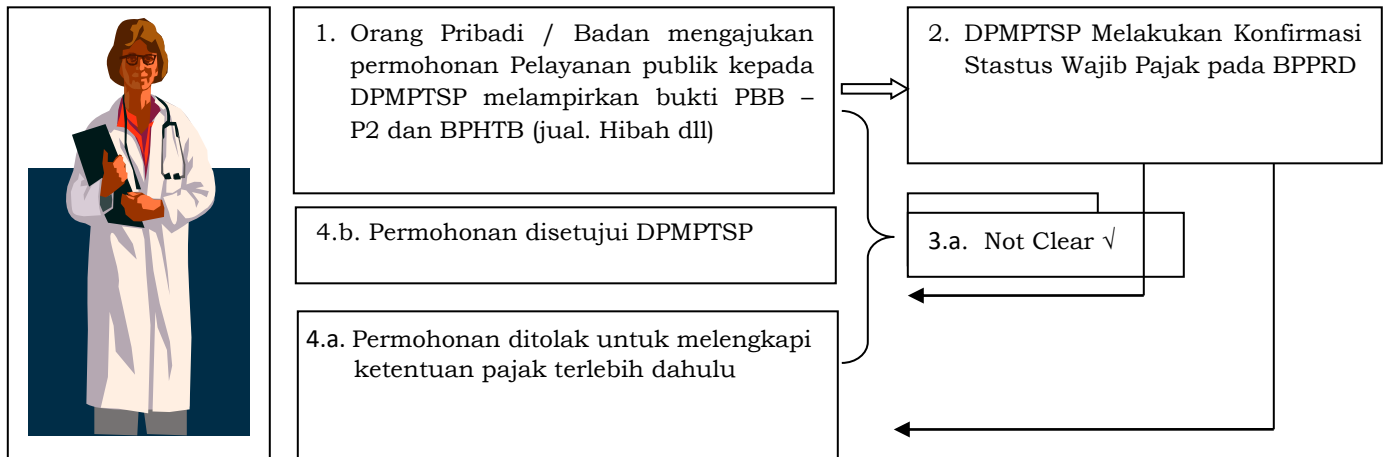 1. Orang Pribadi / Badan mengajukan
permohonan Pelayanan publik kepada
DPMPTSP melampirkan bukti PBB –
P2 dan BPHTB (jual. Hibah dll)
2. DPMPTSP Melakukan Konfirmasi
Stastus Wajib Pajak pada BPPRD
4.b. Permohonan disetujui DPMPTSP
3.a. Not Clear √
4.a. Permohonan ditolak untuk melengkapi
ketentuan pajak terlebih dahulu